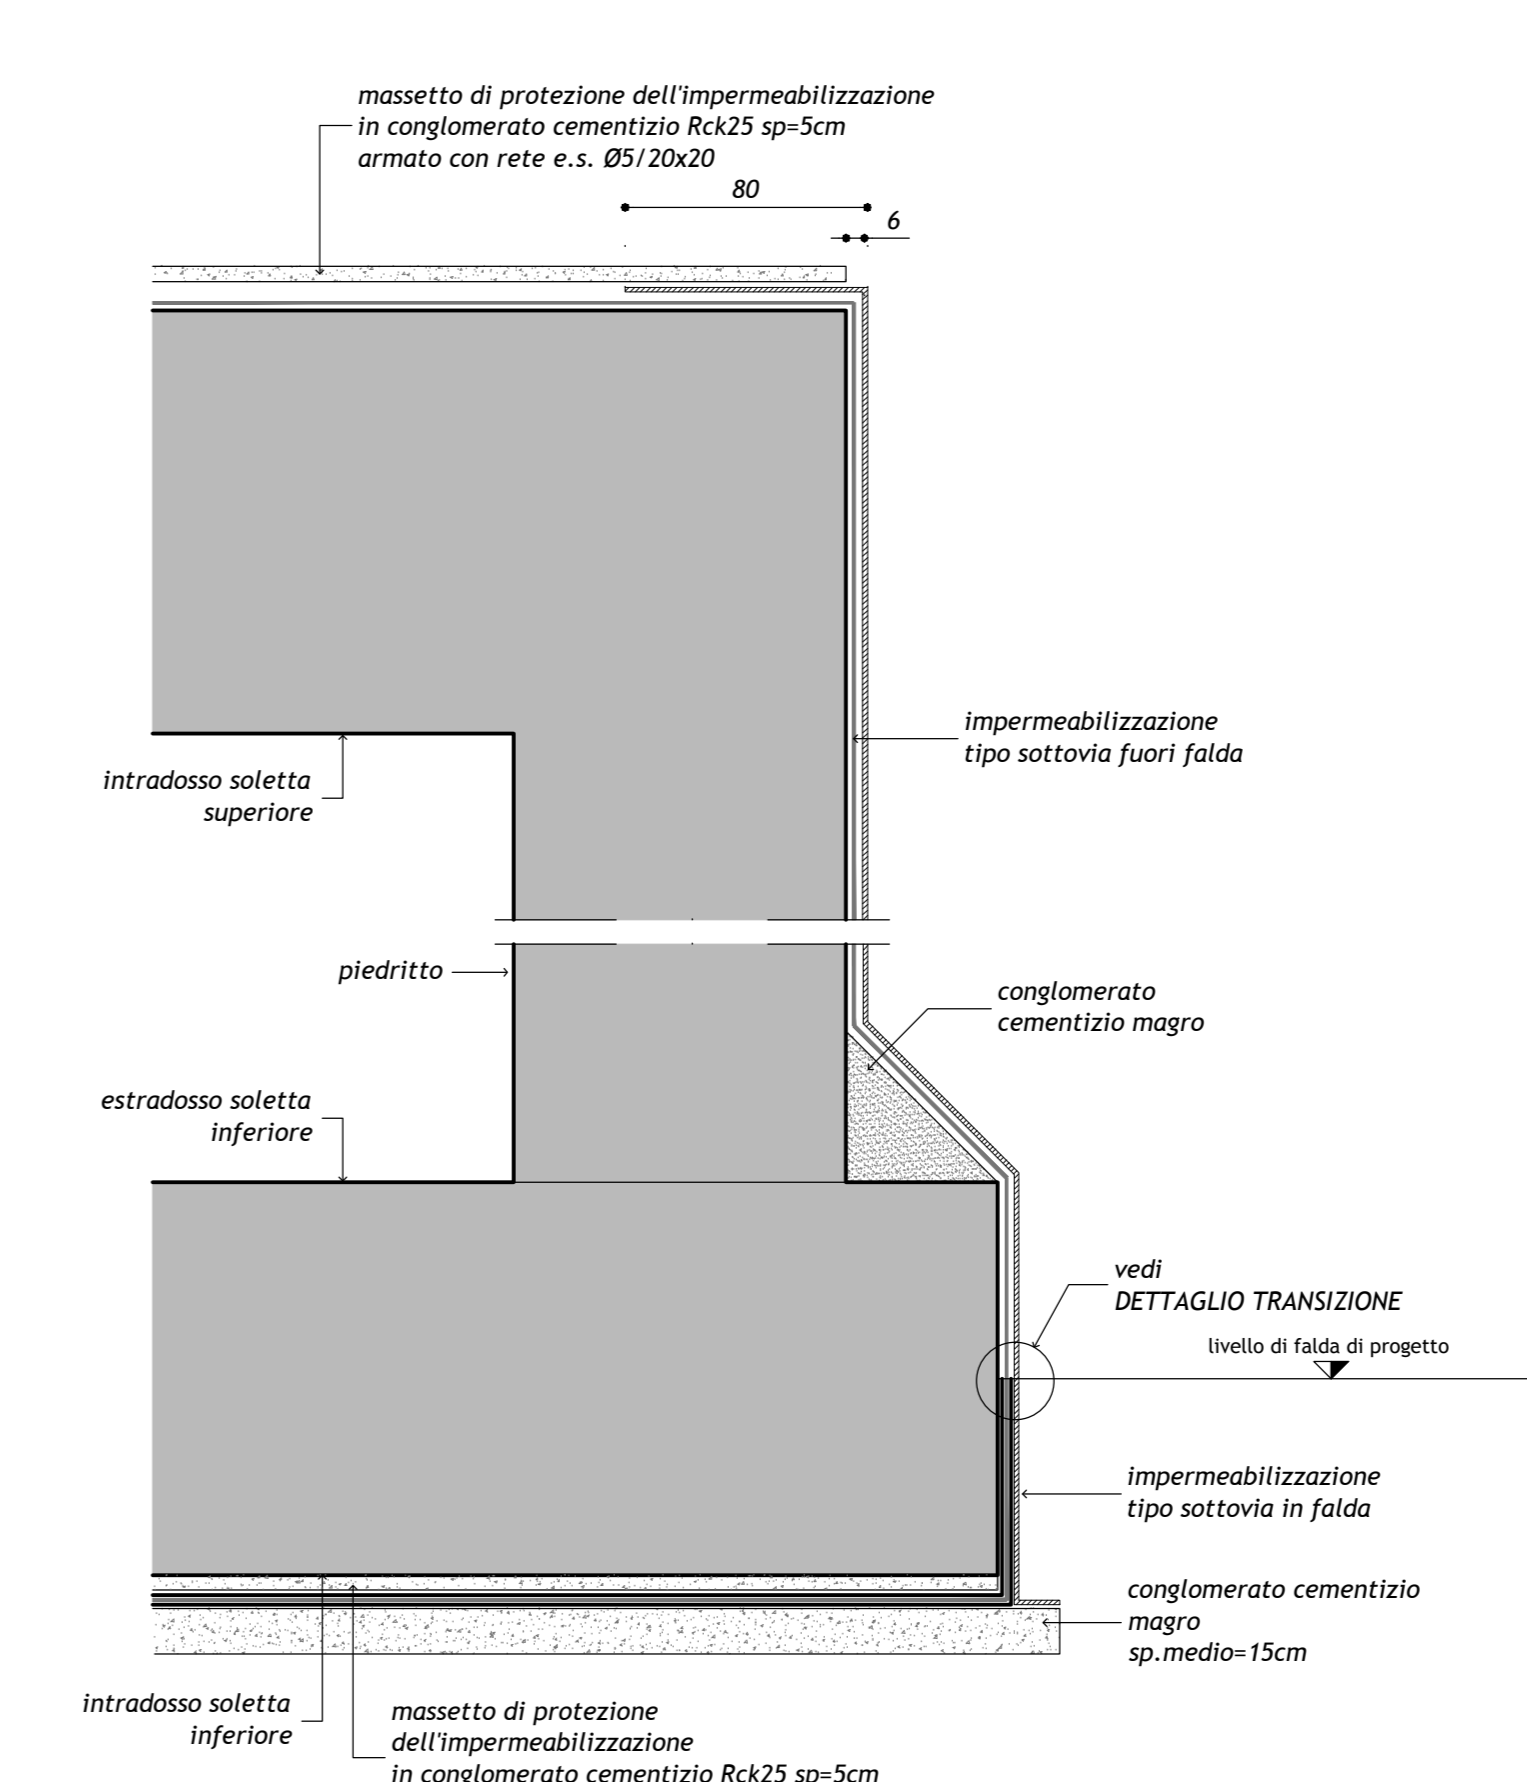 massetto di protezione dell'impermeabilizzazione
in conglomerato cementizio Rck25 sp=5cm
armato con rete e.s. Ø5/20x20
80
6
impermeabilizzazione
tipo sottovia fuori falda
intradosso soletta
superiore
piedritto
conglomerato
cementizio magro
estradosso soletta
inferiore
vedi
DETTAGLIO TRANSIZIONE
livello di falda di progetto
impermeabilizzazione
tipo sottovia in falda
conglomerato cementizio
magro
sp.medio=15cm
intradosso soletta
inferiore
massetto di protezione
dell'impermeabilizzazione
in conglomerato cementizio Rck25 sp=5cm